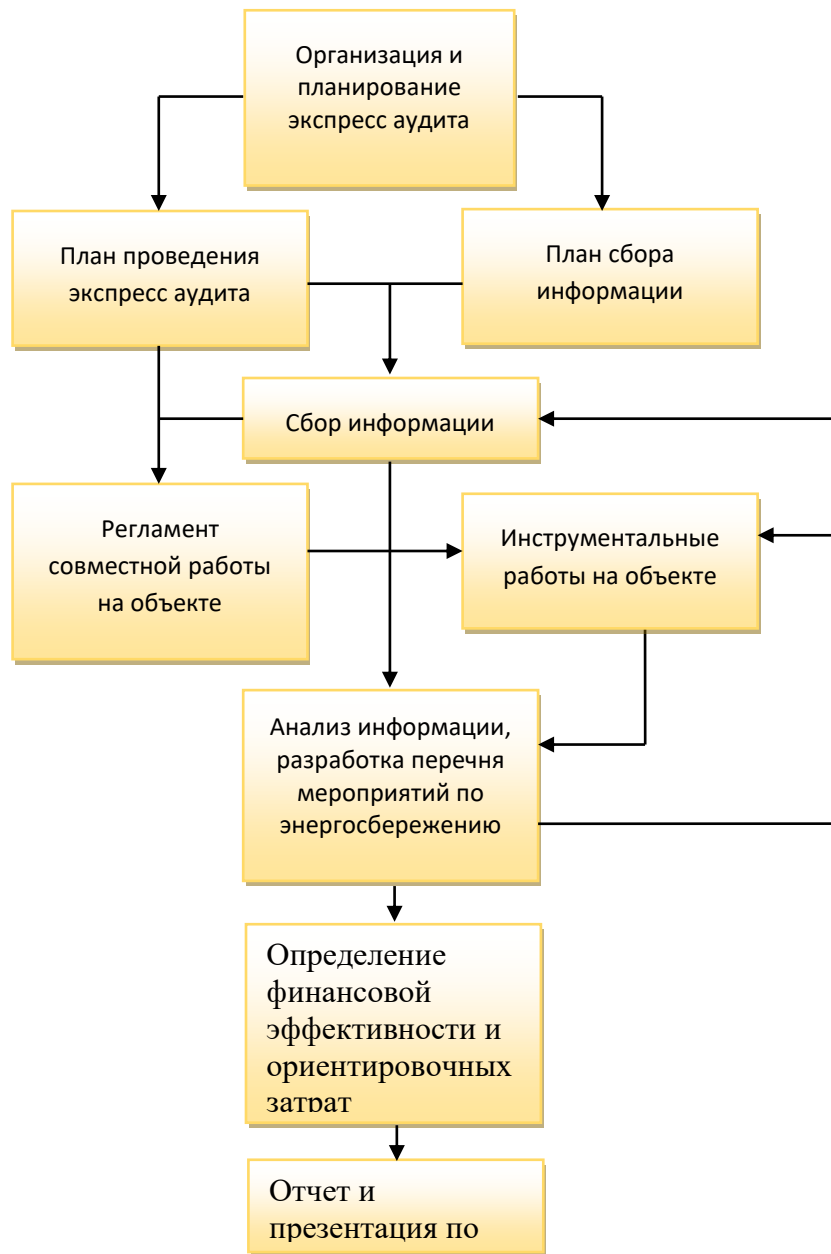 Организация и
планирование
экспресс аудита
План проведения
экспресс аудита
План сбора
информации
Сбор информации
Регламент
совместной работы
на объекте
Инструментальные
работы на объекте
Анализ информации,
разработка перечня
мероприятий по
энергосбережению
Определение
финансовой
эффективности и
ориентировочных
затрат
Отчет и
презентация по